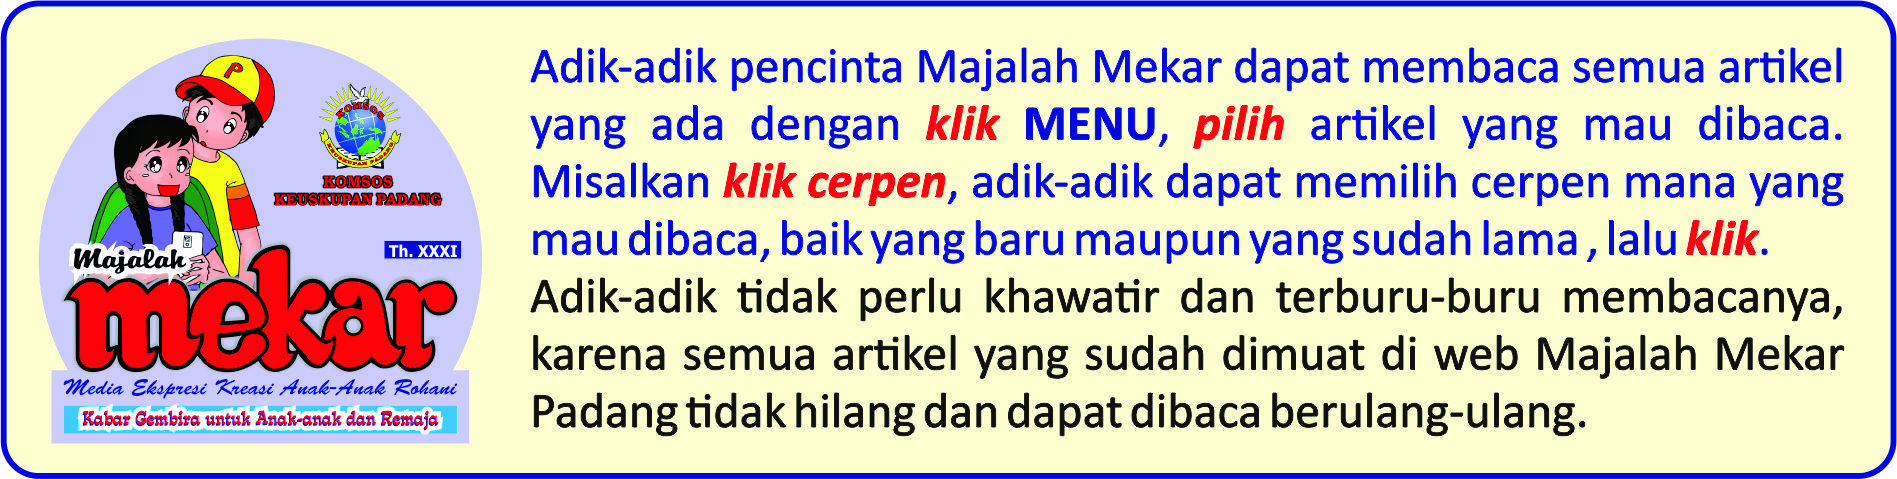 P
KOMSOS
KEUSKUPAN PADANG
KOMSOS
KEUSKUPAN PADANG
Th. XXXI
Majalah
mekar
Media Ekspresi Kreasi Anak-Anak Rohani
Kabar Gembira untuk Anak-anak dan Remaja
Adik-adik pencinta Majalah Mekar dapat membaca semua artikel
yang ada dengan klik MENU, pilih artikel yang mau dibaca.
Misalkan klik cerpen, adik-adik dapat memilih cerpen mana yang
mau dibaca, baik yang baru maupun yang sudah lama , lalu klik.
Adik-adik tidak perlu khawatir dan terburu-buru membacanya,
karena semua artikel yang sudah dimuat di web Majalah Mekar
Padang tidak hilang dan dapat dibaca berulang-ulang.